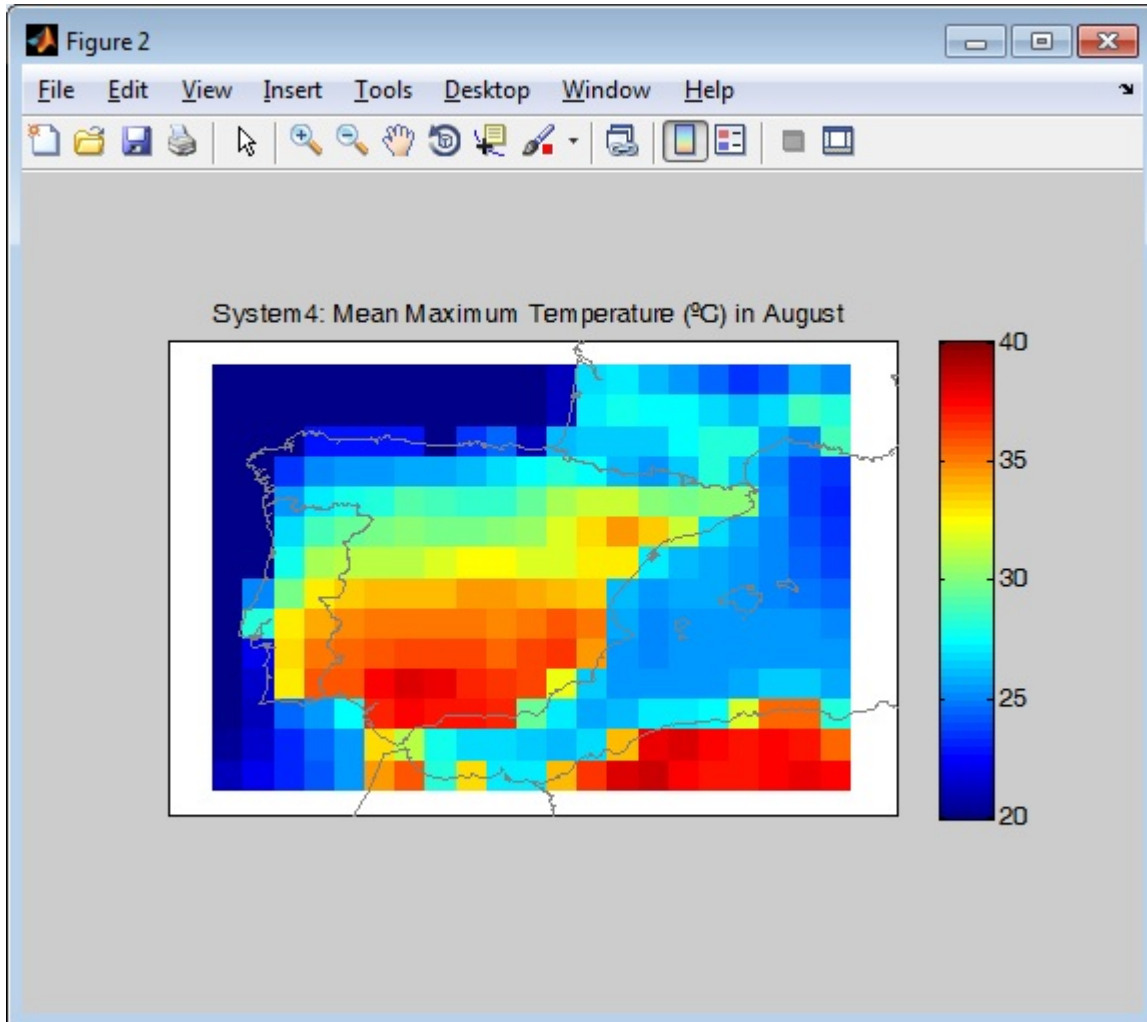 Figure 2
File Edit View Insert Tools Desktop Window Help
System4: Mean Maximum Temperature (ºC) in August
40
35
30
25
20